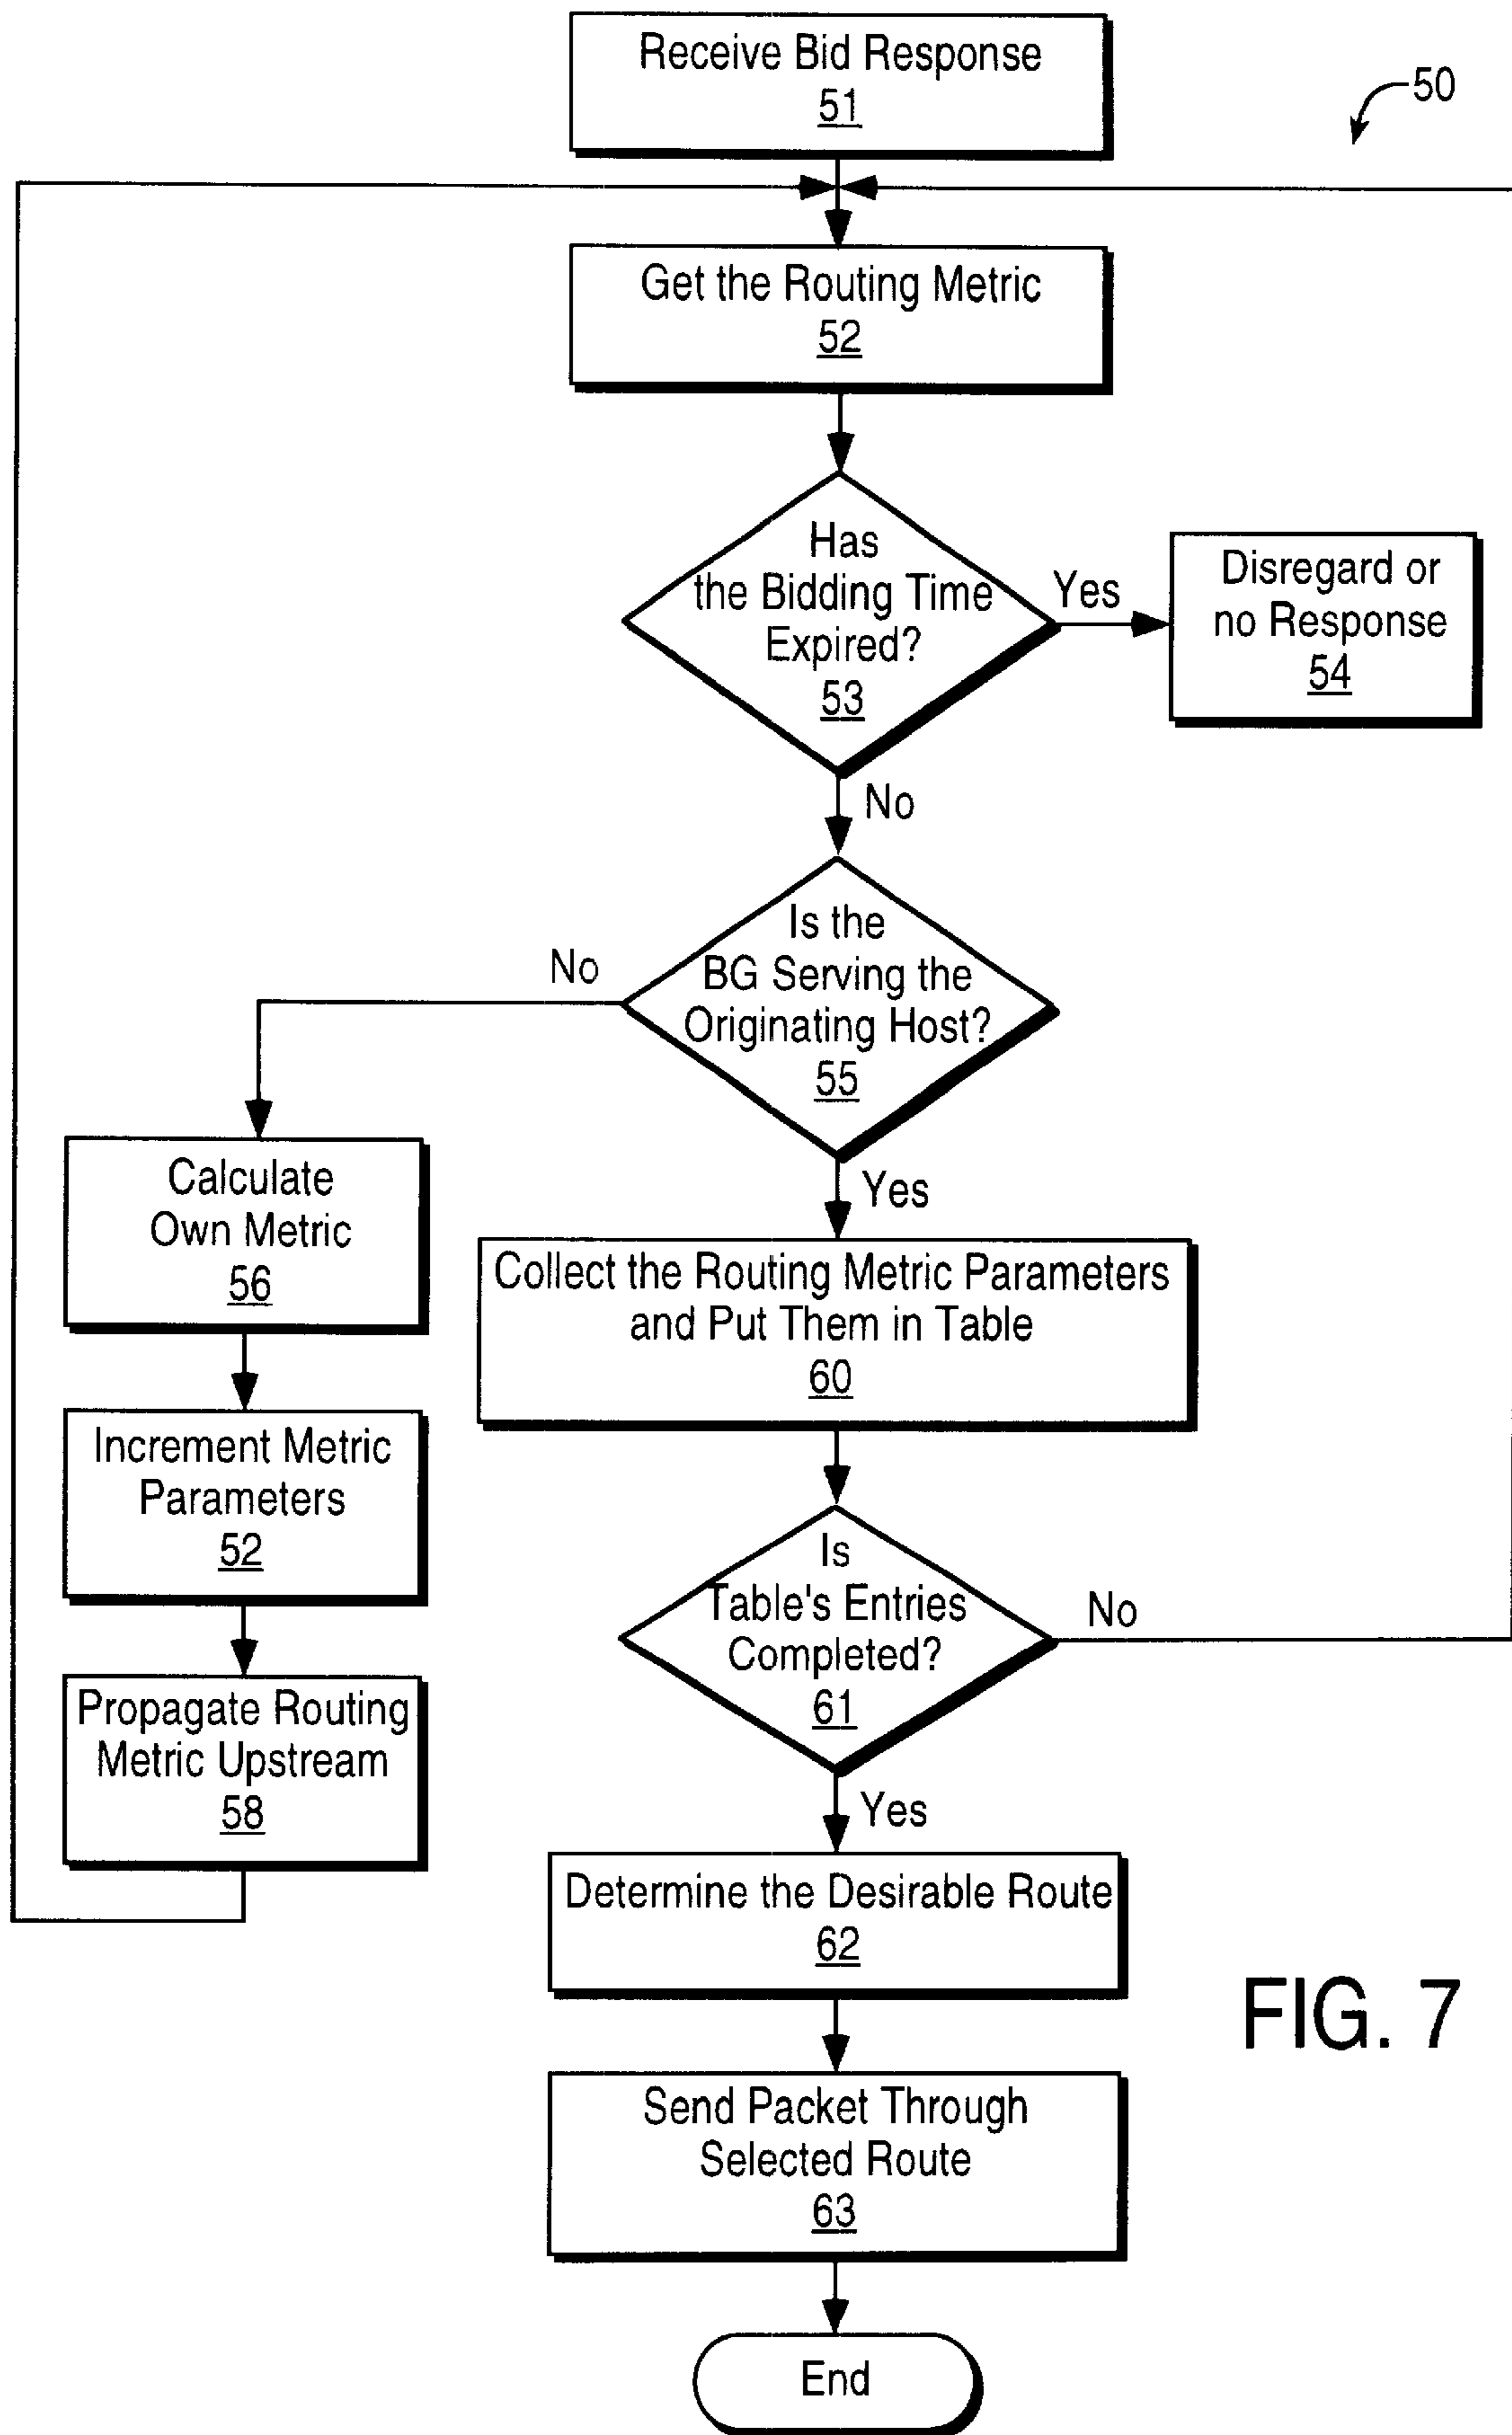 Receive Bid Response
51
50
Get the Routing Metric
52
Has
the Bidding Time
Expired?
53
Yes
Disregard or
no Response
54
No
Is the
BG Serving the
Originating Host?
55
No
Calculate
Own Metric
56
Yes
Collect the Routing Metric Parameters
and Put Them in Table
60
Increment Metric
Parameters
52
Is
Table's Entries
Completed?
61
No
Propagate Routing
Metric Upstream
58
Yes
Determine the Desirable Route
62
FIG. 7
Send Packet Through
Selected Route
63
End